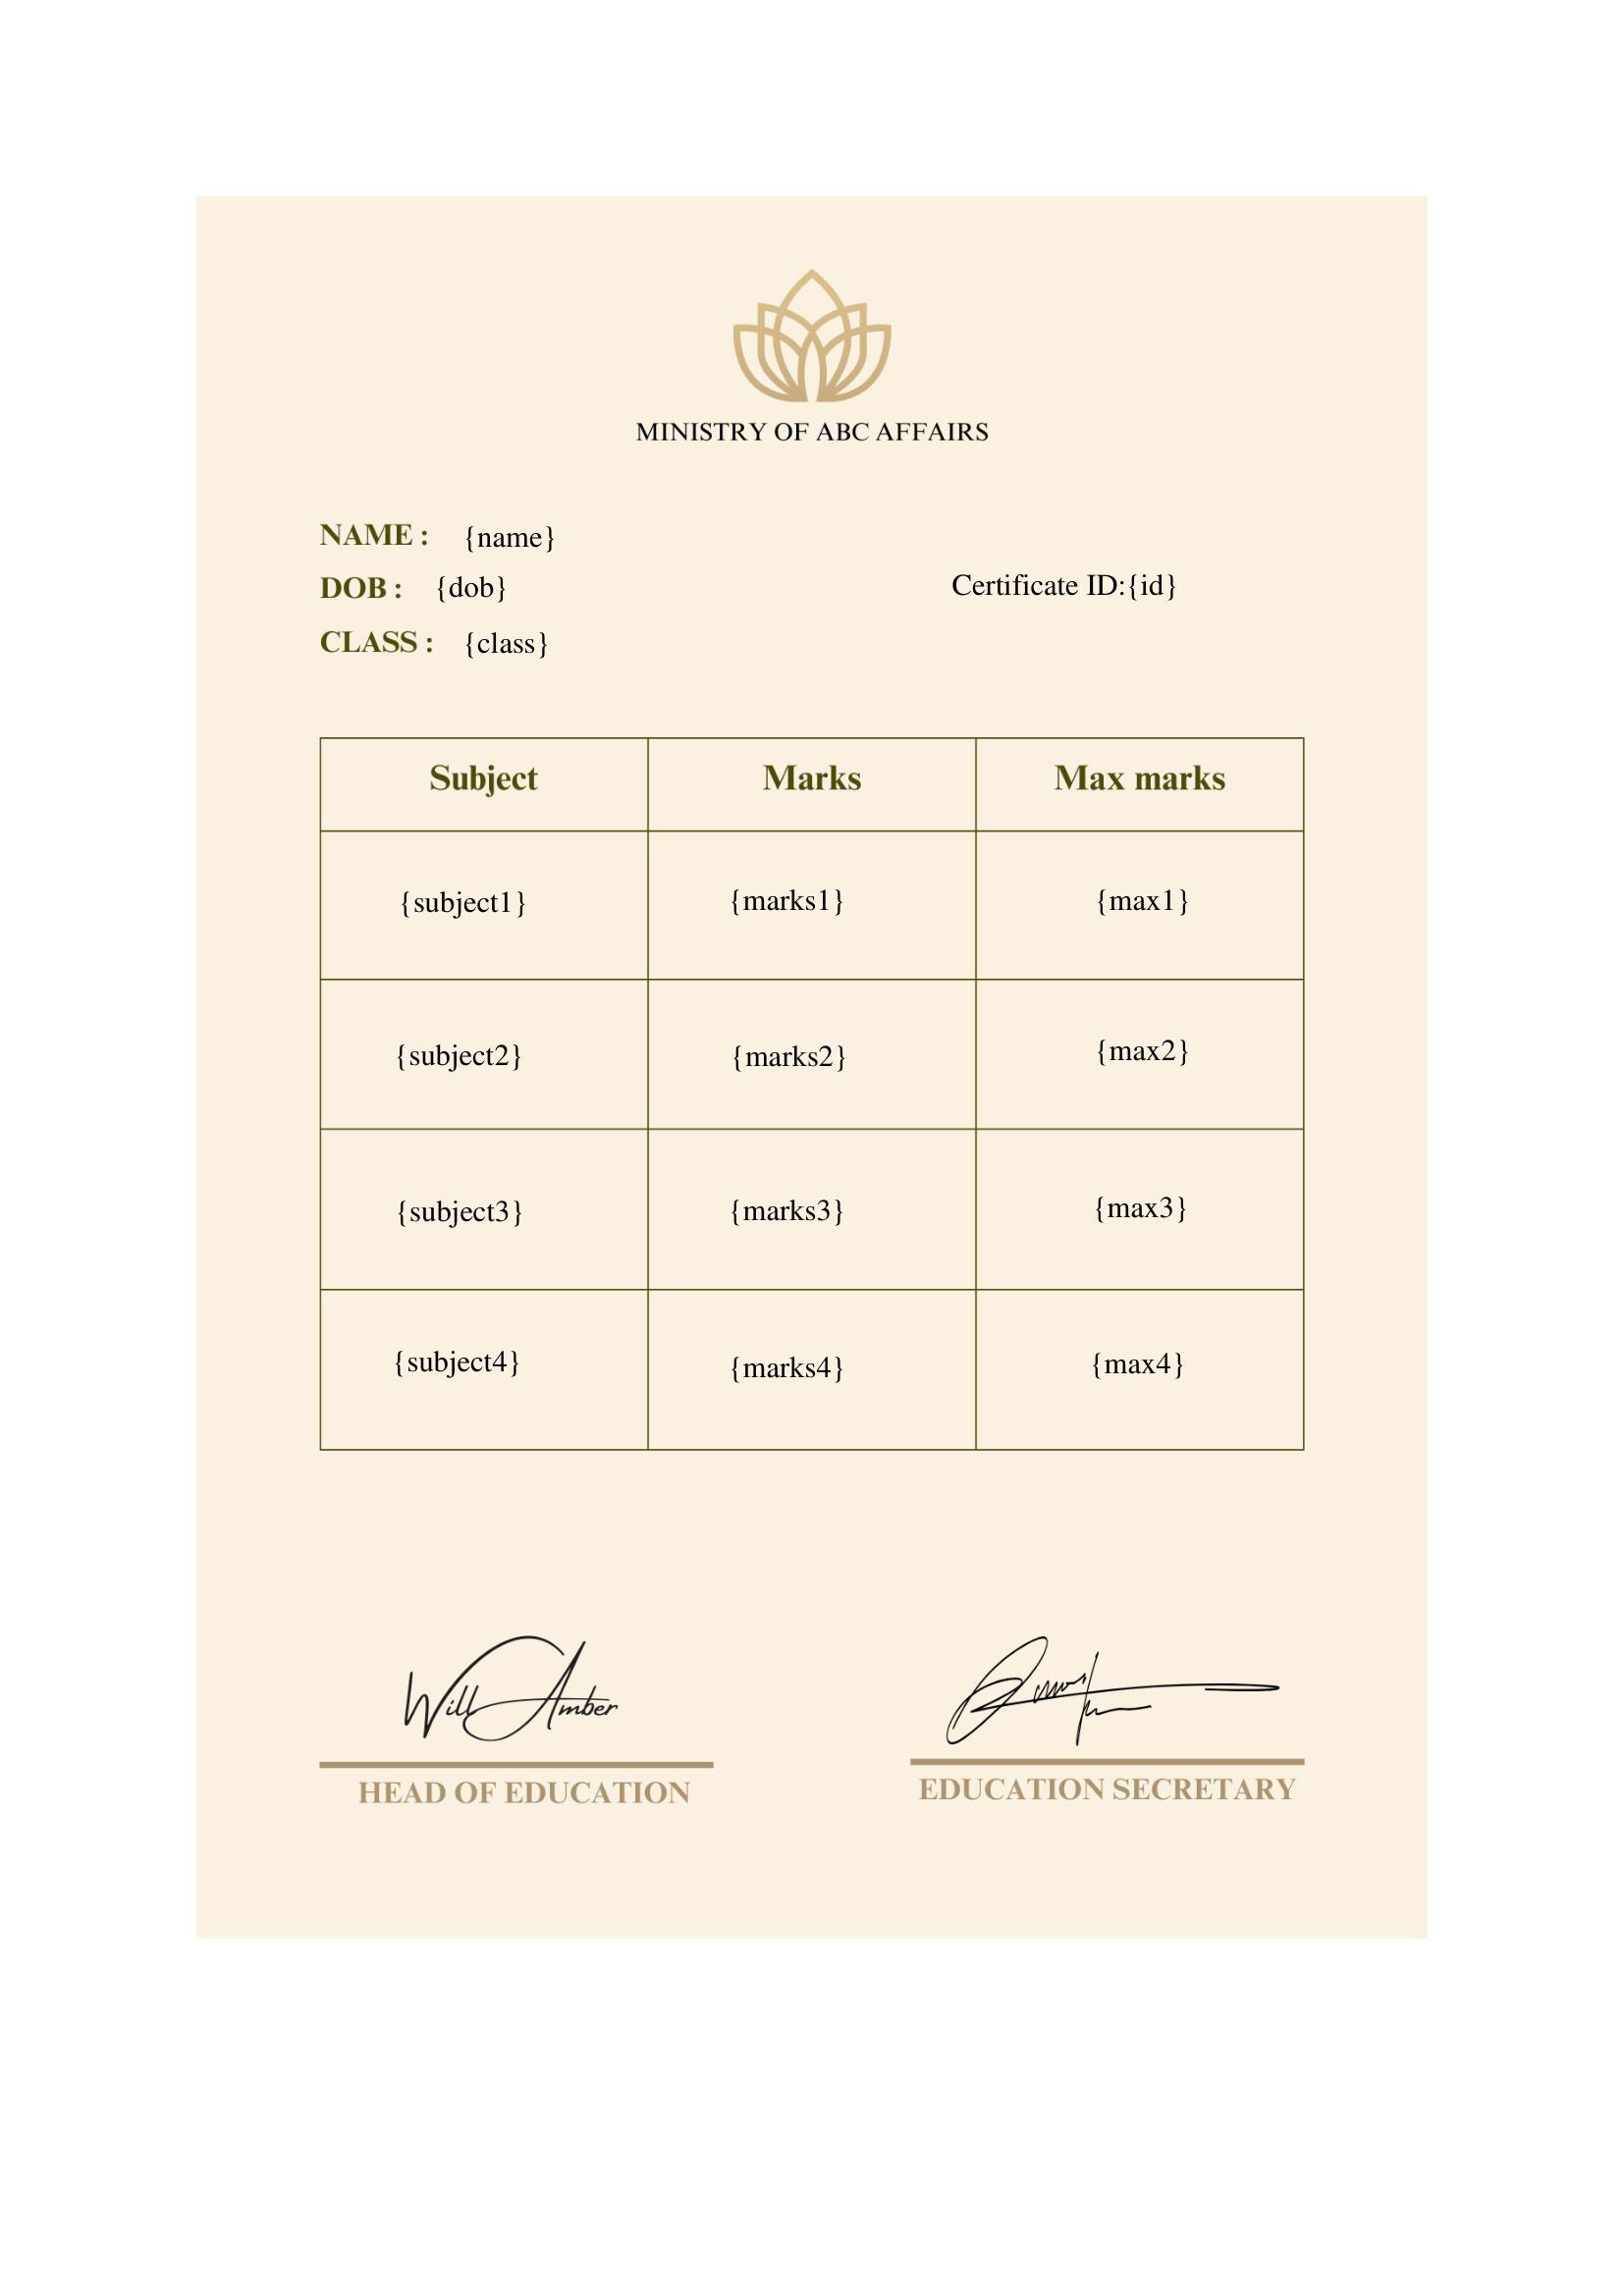 MINISTRY OF ABC AFFAIRS
NAME : {name}
DOB : {dob}
Certificate ID:{id}
CLASS : {class}
Subject Marks Max marks
{subject1} {marks1} {max1}
{subject2} {marks2} {max2}
{subject3} {marks3} {max3}
{subject4} {marks4} {max4}
Will Amber
HEAD OF EDUCATION
EDUCATION SECRETARY